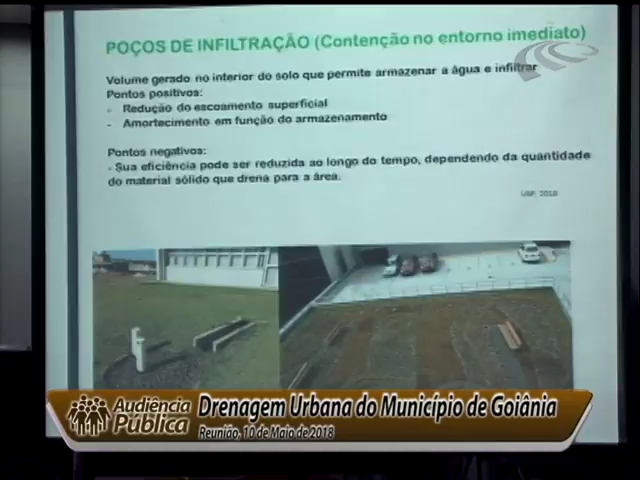 POÇOS DE INFILTRAÇÃO (Contenção no entorno imediato)
Volume gerado no interior do solo que permite armazenar a água e infiltrar
Pontos positivos:
- Redução do escoamento superficial
- Amortecimento em função do armazenamento
Pontos negativos:
- Sua eficiência pode ser reduzida ao longo do tempo, dependendo da quantidade
do material sólido que drena para a área.
2018
Audiência
Pública
Drenagem Urbana do Município de Goiânia
Reunião, 10 de Maio de 2018